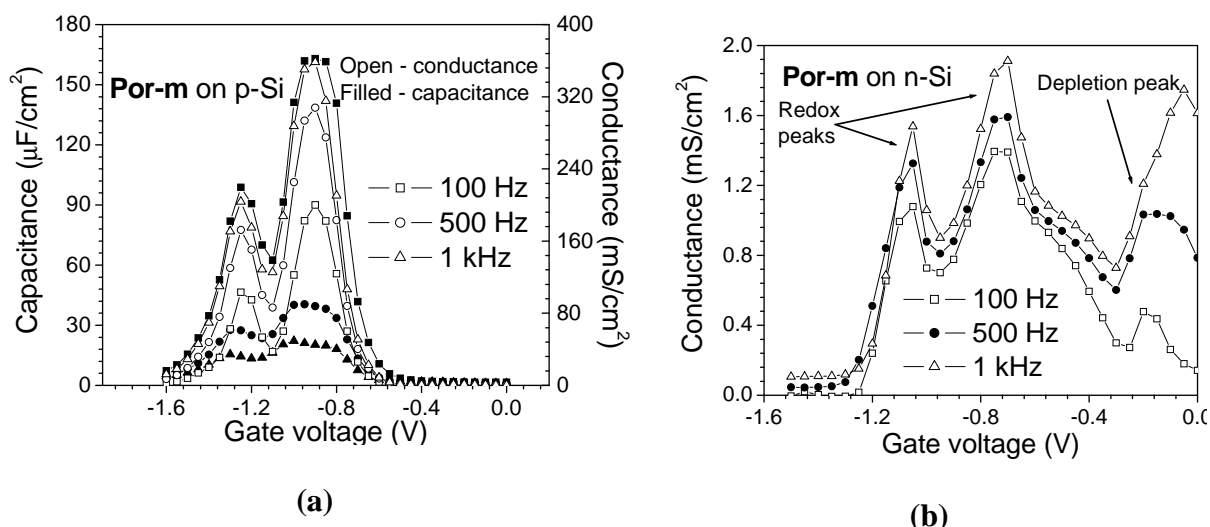 180
150
120
90
60
30
0
Capacitance (μF/cm²)
400
320
240
160
80
0
Conductance (mS/cm²)
-1.6 -1.2 -0.8 -0.4 0.0
Gate voltage (V)
Por-m on p-Si
Open - conductance
Filled - capacitance
100 Hz
500 Hz
1 kHz
(a)
2.0
1.6
1.2
0.8
0.4
0.0
Conductance (mS/cm²)
-1.6 -1.2 -0.8 -0.4 0.0
Gate voltage (V)
Por-m on n-Si
Redox
peaks
Depletion peak
100 Hz
500 Hz
1 kHz
(b)